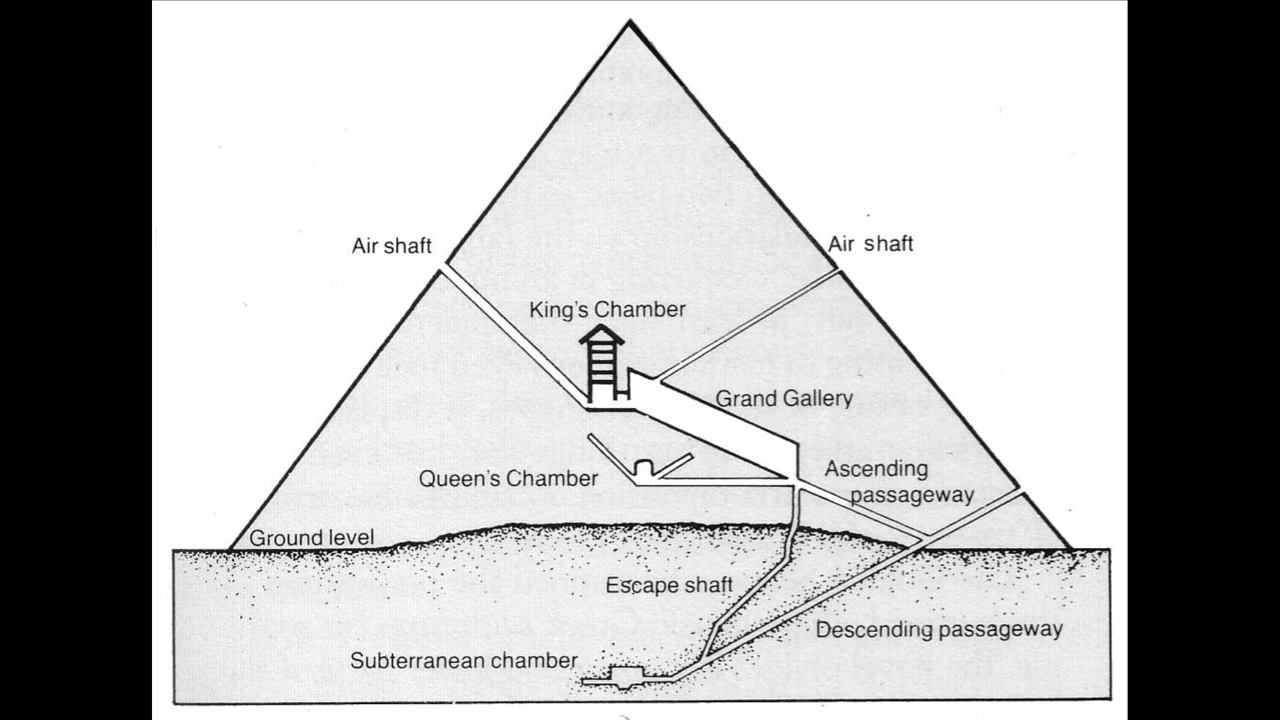 Air shaft
Air shaft
King's Chamber
Grand Gallery
Queen's Chamber
Ascending
passageway
Ground level
Escape shaft
Descending passageway
Subterranean chamber